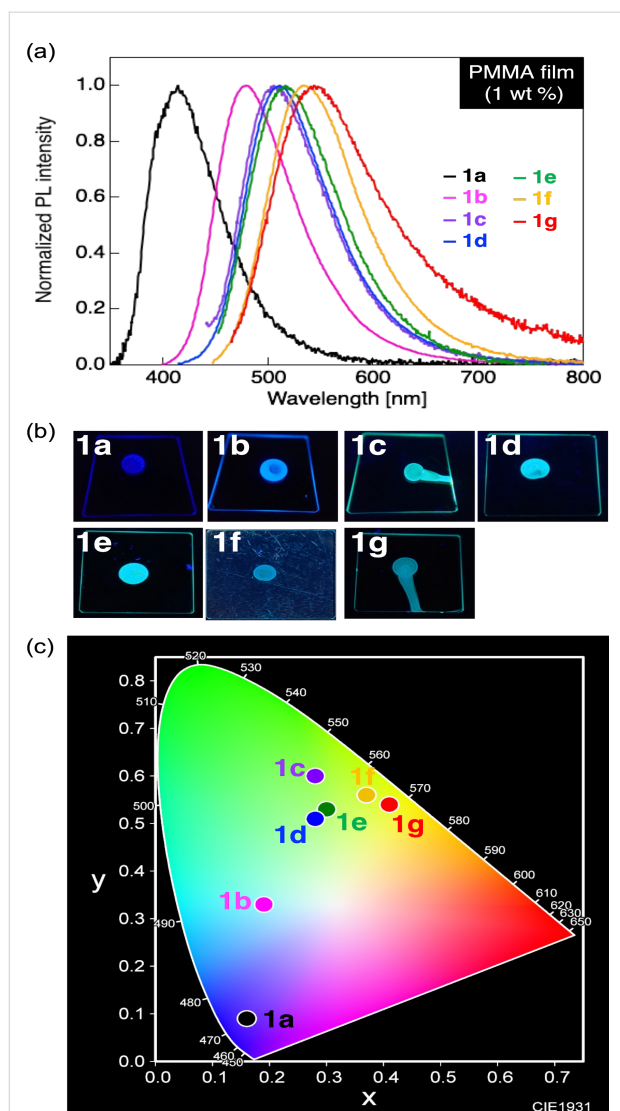 (a)
PMMA film
(1 wt %)
Normalized PL intensity
1.0
0.8
0.6
0.4
0.2
0.0
1a
1b
1c
1d
1e
1f
1g
400
500
600
700
800
Wavelength [nm]
(b)
1a
1b
1c
1d
1e
1f
1g
(c)
y
0.8
0.7
0.6
0.5
0.4
0.3
0.2
0.1
0.0
520
530
540
550
560
570
580
590
600
610
620
630
650
510
500
490
480
470
460
450
1c
1f
1e
1g
1d
1b
1a
0.0
0.1
0.2
0.3
0.4
0.5
0.6
0.7
x
CIE1931